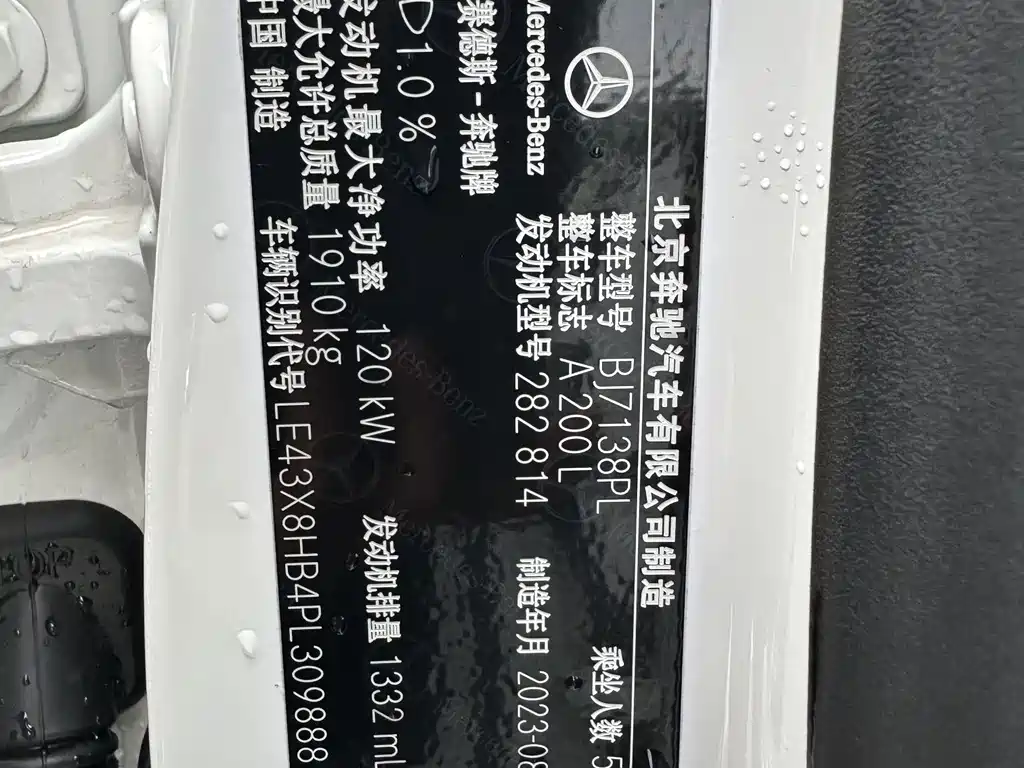 北京奔驰汽车有限公司制造
Mercedes-Benz
赛德斯-奔驰牌
整车型号 BJ7138PL 乘坐人数 5
整车标志 A200L
发动机型号 282 814 制造年月 2023-08
D 1.0 %
发动机最大净功率 120 kW 发动机排量 1332 mL
最大允许总质量 1910 kg
中国 制造 车辆识别代号 LE43X8HB4PL309888